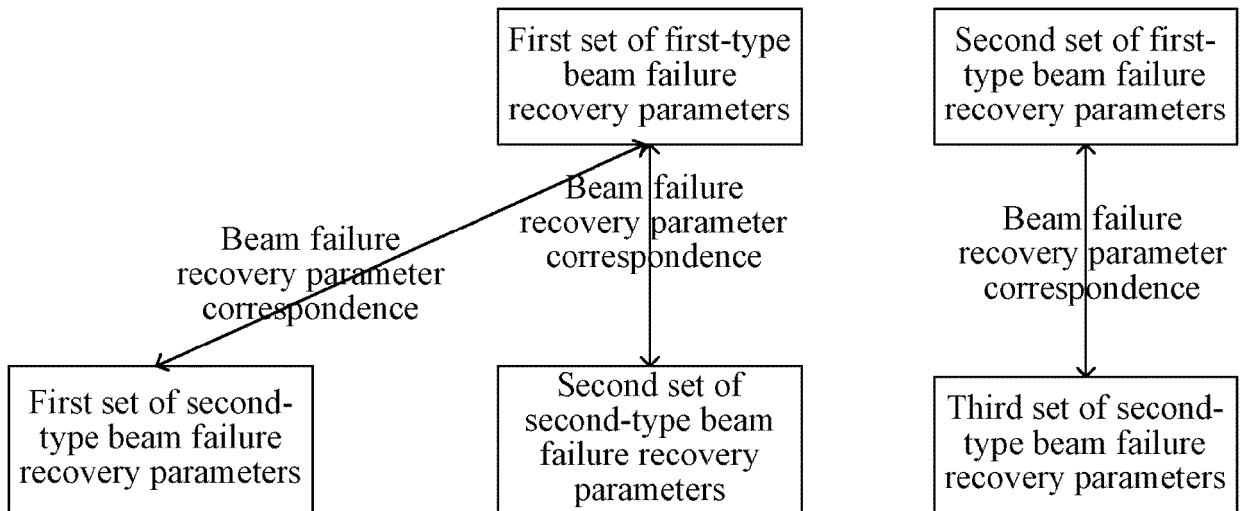 First set of first-type
beam failure
recovery parameters
Second set of first-
type beam failure
recovery parameters
Beam failure
recovery parameter
correspondence
Beam failure
recovery parameter
correspondence
Beam failure
recovery parameter
correspondence
First set of second-
type beam failure
recovery parameters
Second set of
second-type beam
failure recovery
parameters
Third set of second-
type beam failure
recovery parameters